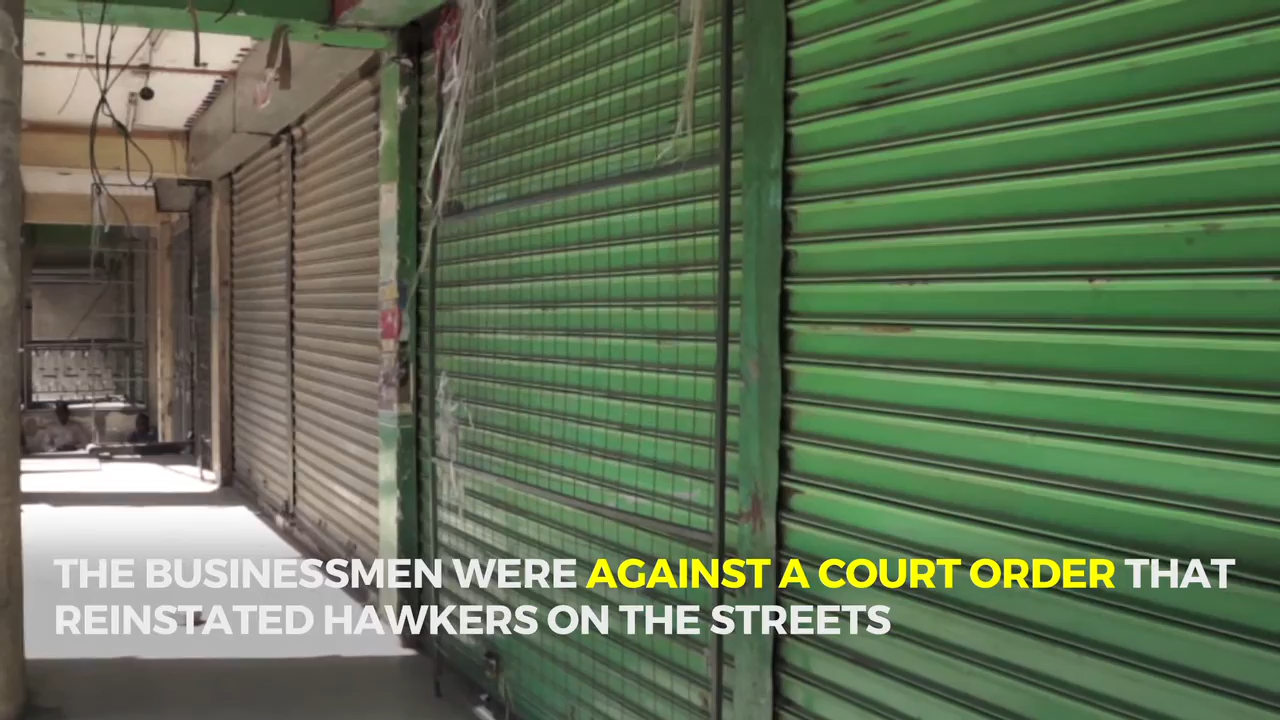 THE BUSINESSMEN WERE AGAINST A COURT ORDER THAT
REINSTATED HAWKERS ON THE STREETS